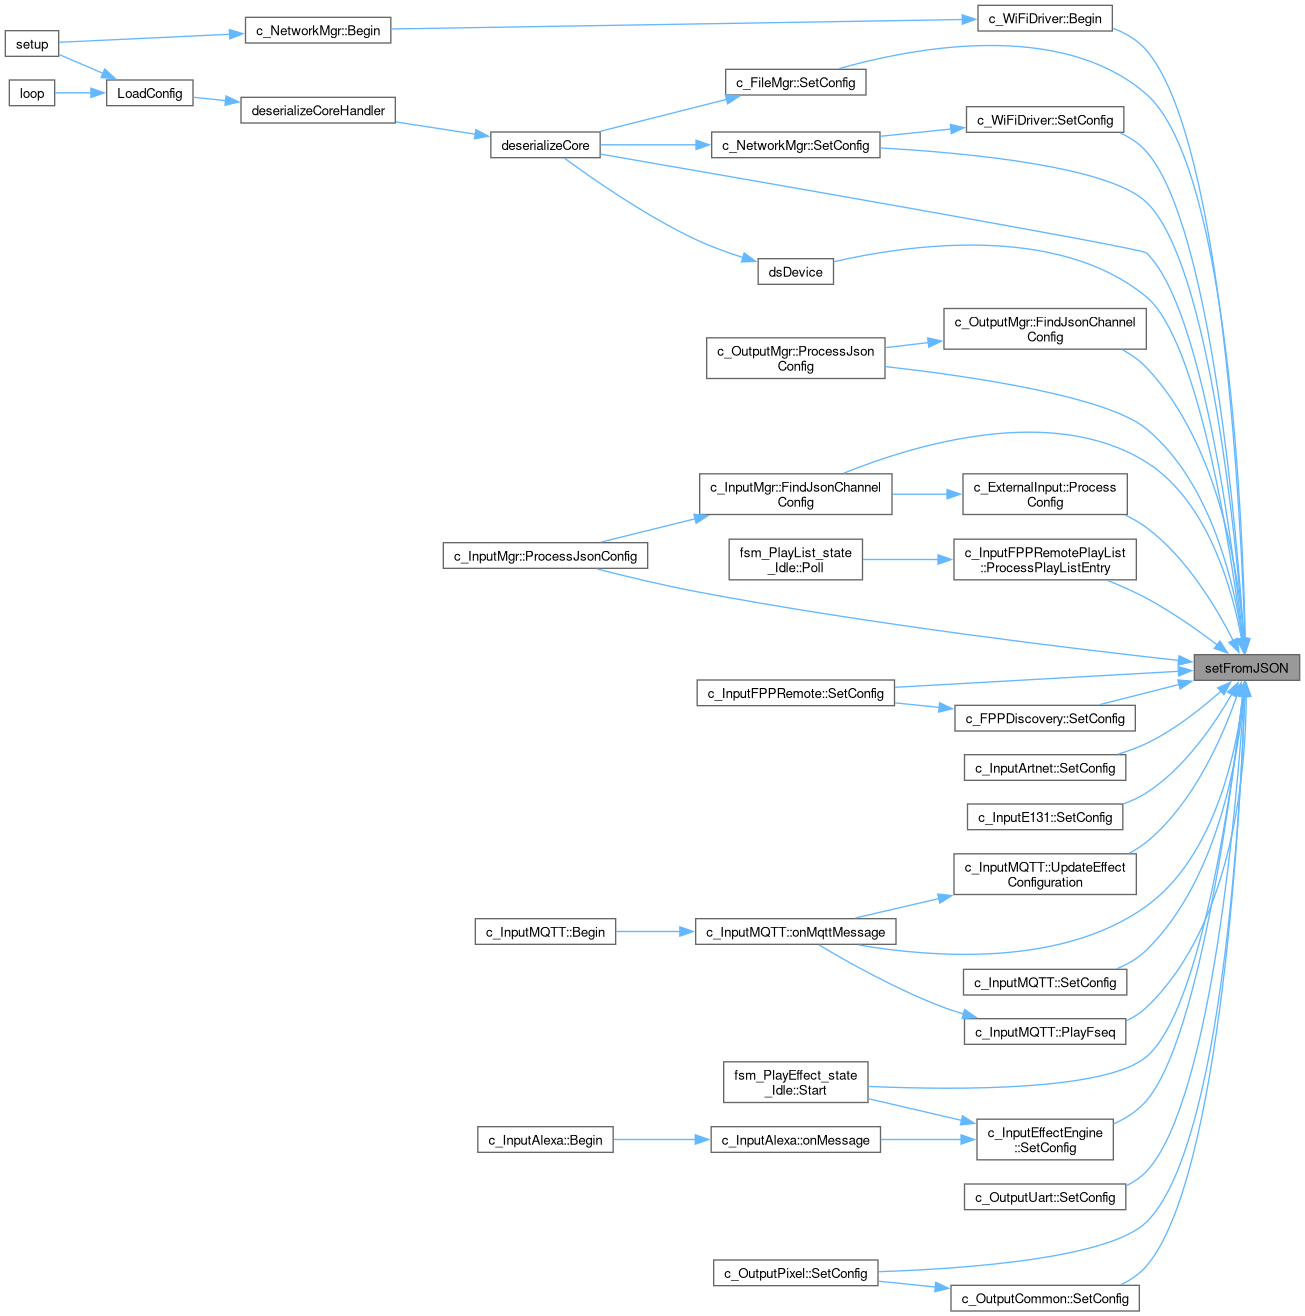 c_WiFiDriver::Begin
c_NetworkMgr::Begin
setup
c_FileMgr::SetConfig
loop
LoadConfig
deserializeCoreHandler
c_WiFiDriver::SetConfig
deserializeCore
c_NetworkMgr::SetConfig
dsDevice
c_OutputMgr::FindJsonChannel
Config
c_OutputMgr::ProcessJson
Config
c_InputMgr::FindJsonChannel
Config
c_ExternalInput::Process
Config
c_InputMgr::ProcessJsonConfig
fsm_PlayList_state
_Idle::Poll
c_InputFPPRemotePlayList
::ProcessPlayListEntry
setFromJSON
c_InputFPPRemote::SetConfig
c_FPPDiscovery::SetConfig
c_InputArtnet::SetConfig
c_InputE131::SetConfig
c_InputMQTT::UpdateEffect
Configuration
c_InputMQTT::Begin
c_InputMQTT::onMqttMessage
c_InputMQTT::SetConfig
c_InputMQTT::PlayFseq
fsm_PlayEffect_state
_Idle::Start
c_InputAlexa::Begin
c_InputAlexa::onMessage
c_InputEffectEngine
::SetConfig
c_OutputUart::SetConfig
c_OutputPixel::SetConfig
c_OutputCommon::SetConfig